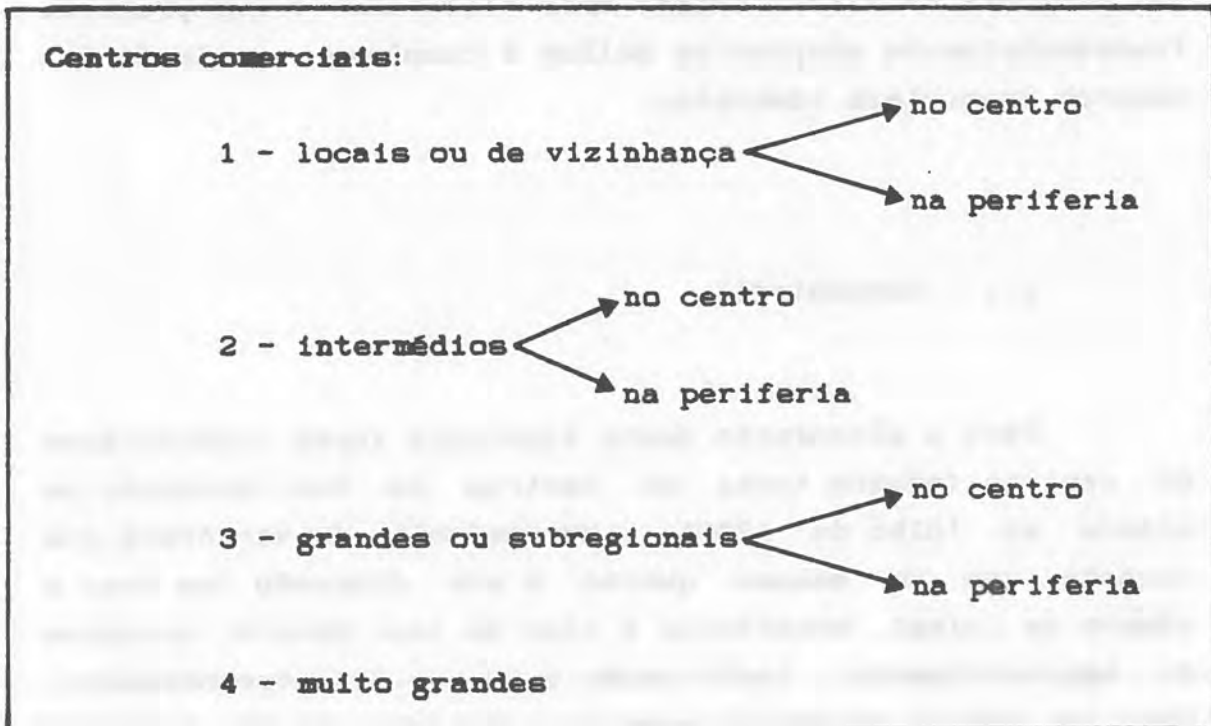 Centros comerciais:
no centro
1 - locais ou de vizinhança
na periferia
no centro
2 - intermédios
na periferia
no centro
3 - grandes ou subregionais
na periferia
4 - muito grandes